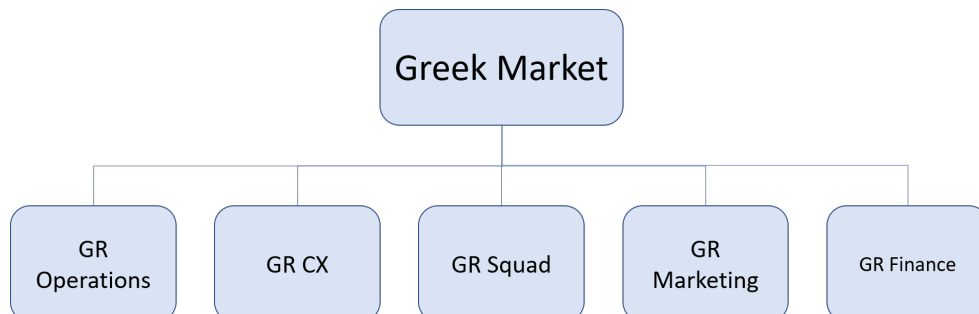 Greek Market
GR
Operations
GR CX
GR Squad
GR
Marketing
GR Finance